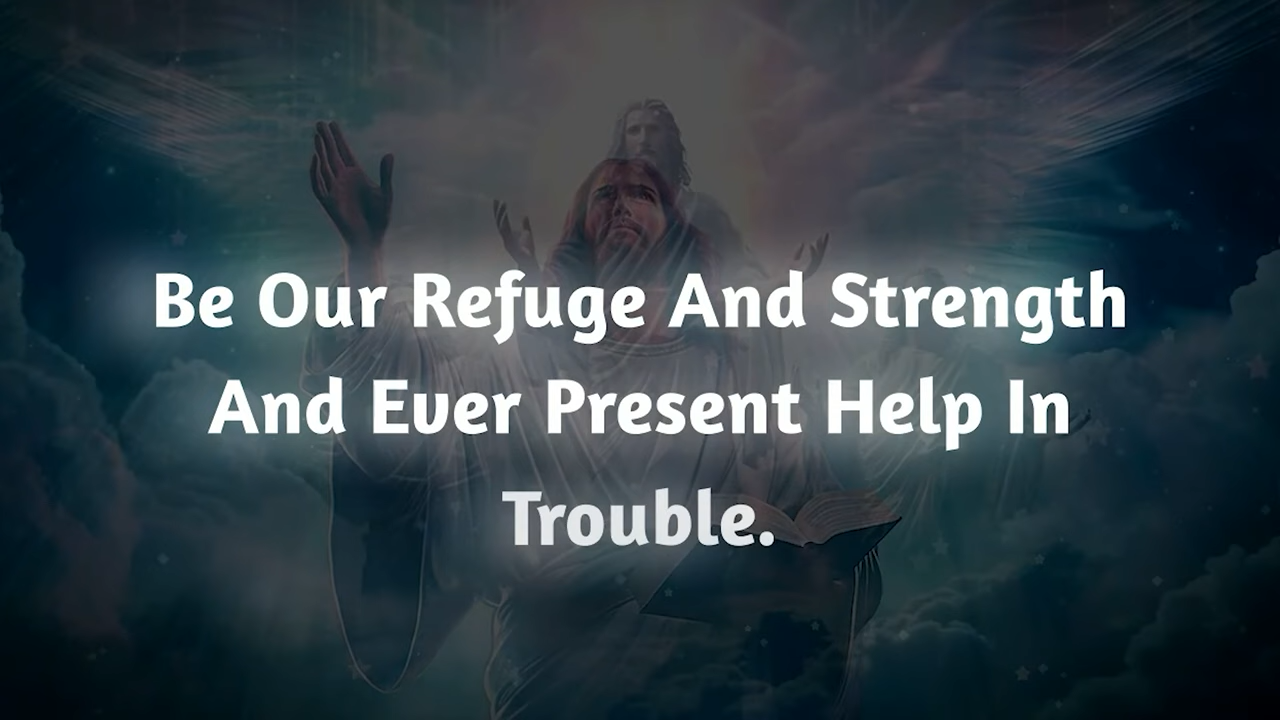 Be Our Refuge And Strength
And Ever Present Help In
Trouble.